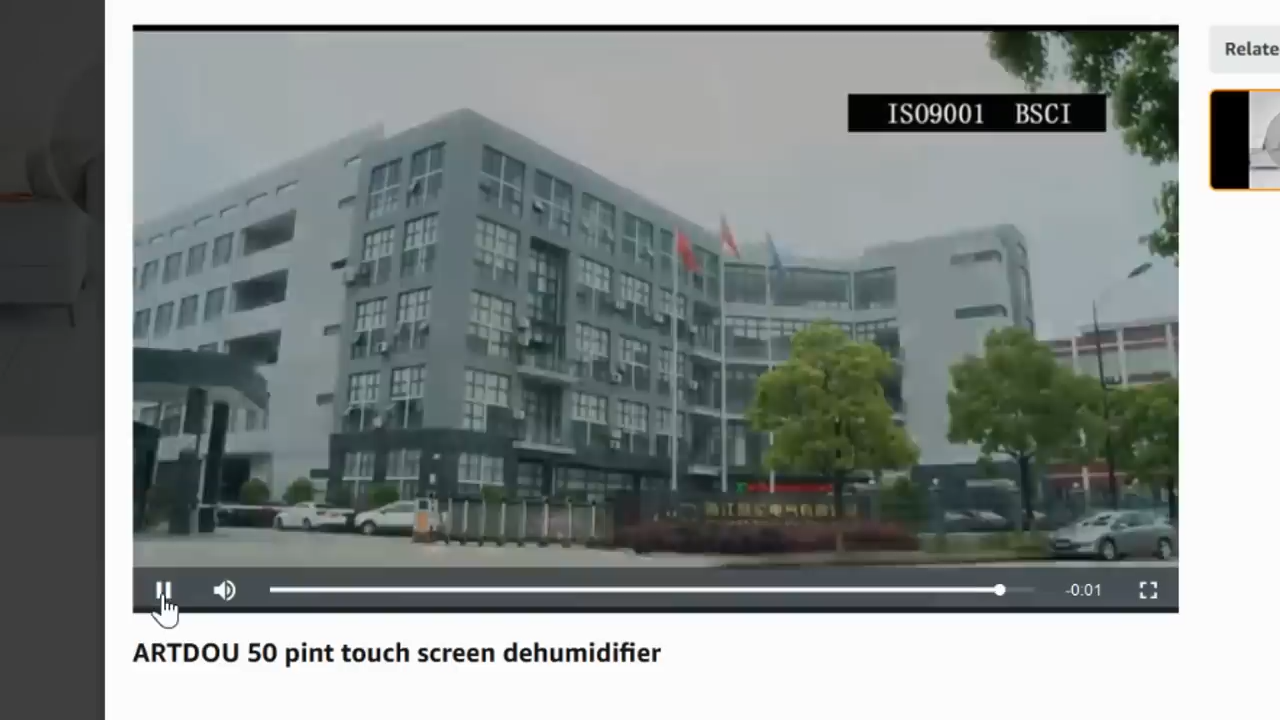 Relate
ISO9001 BSCI
-0:01
ARTDOU 50 pint touch screen dehumidifier